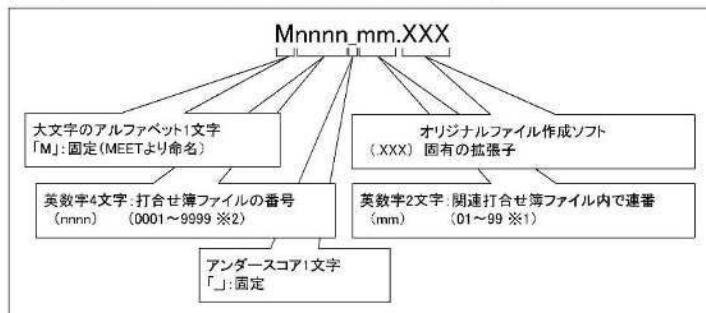 Mnnnn_mm.XXX
大文字のアルファベット1文字
「M」:固定(MEETより命名)
オリジナルファイル作成ソフト
(.XXX) 固有の拡張子
英数字4文字:打合せ簿ファイルの番号
(nnnn) (0001～9999 ※2)
英数字2文字:関連打合せ簿ファイル内で連番
(mm) (01～99 ※1)
アンダースコア1文字
「_」:固定